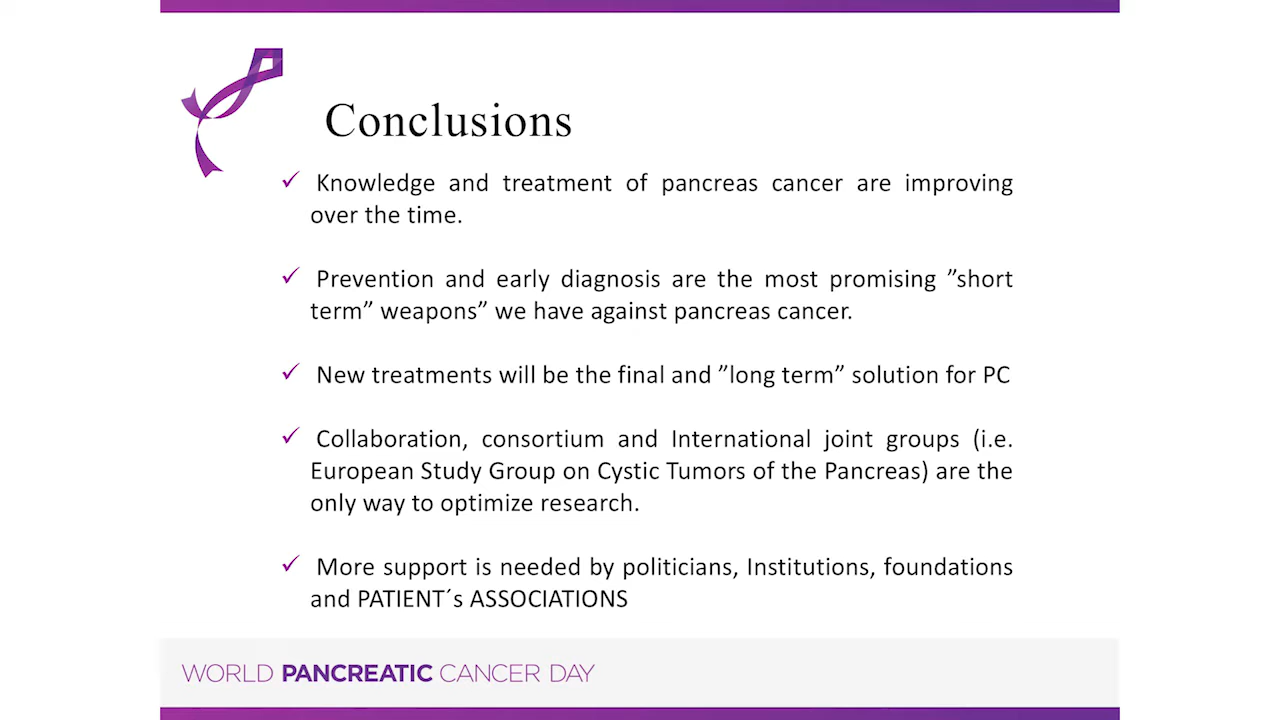 Conclusions
✓ Knowledge and treatment of pancreas cancer are improving
over the time.
✓ Prevention and early diagnosis are the most promising ”short
term” weapons” we have against pancreas cancer.
✓ New treatments will be the final and ”long term” solution for PC
✓ Collaboration, consortium and International joint groups (i.e.
European Study Group on Cystic Tumors of the Pancreas) are the
only way to optimize research.
✓ More support is needed by politicians, Institutions, foundations
and PATIENT´s ASSOCIATIONS
WORLD PANCREATIC CANCER DAY